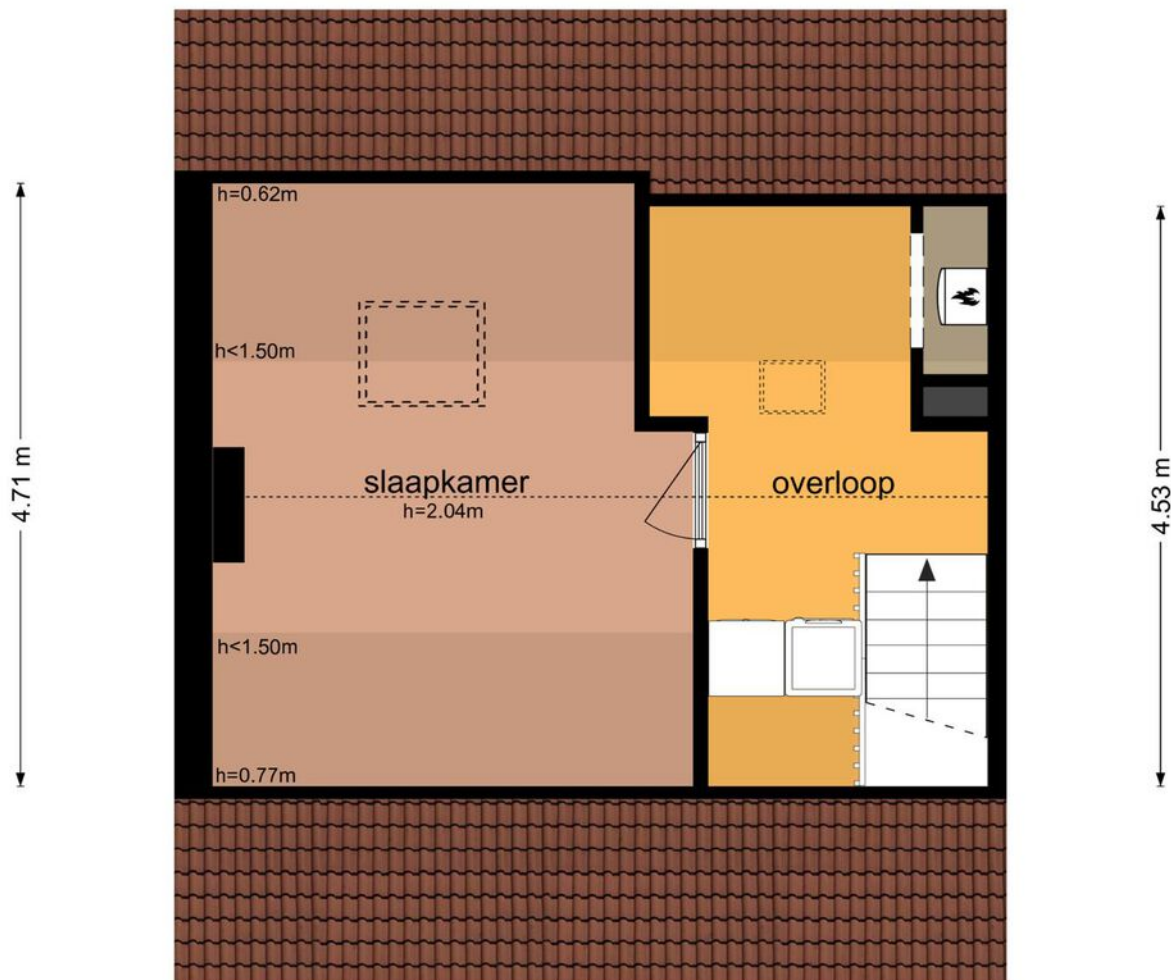 h=0.62m
h<1.50m
4.71 m
slaapkamer
h=2.04m
overloop
4.53 m
h<1.50m
h=0.77m